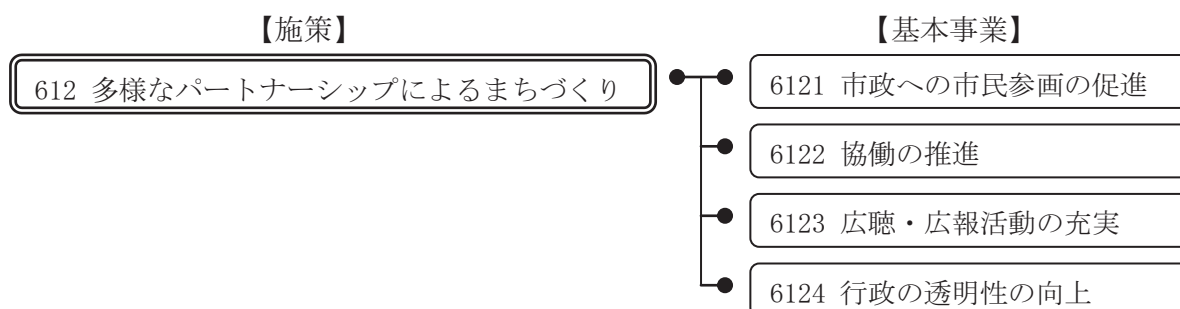 【施策】
【基本事業】
612 多様なパートナーシップによるまちづくり
6121 市政への市民参画の促進
6122 協働の推進
6123 広聴・広報活動の充実
6124 行政の透明性の向上